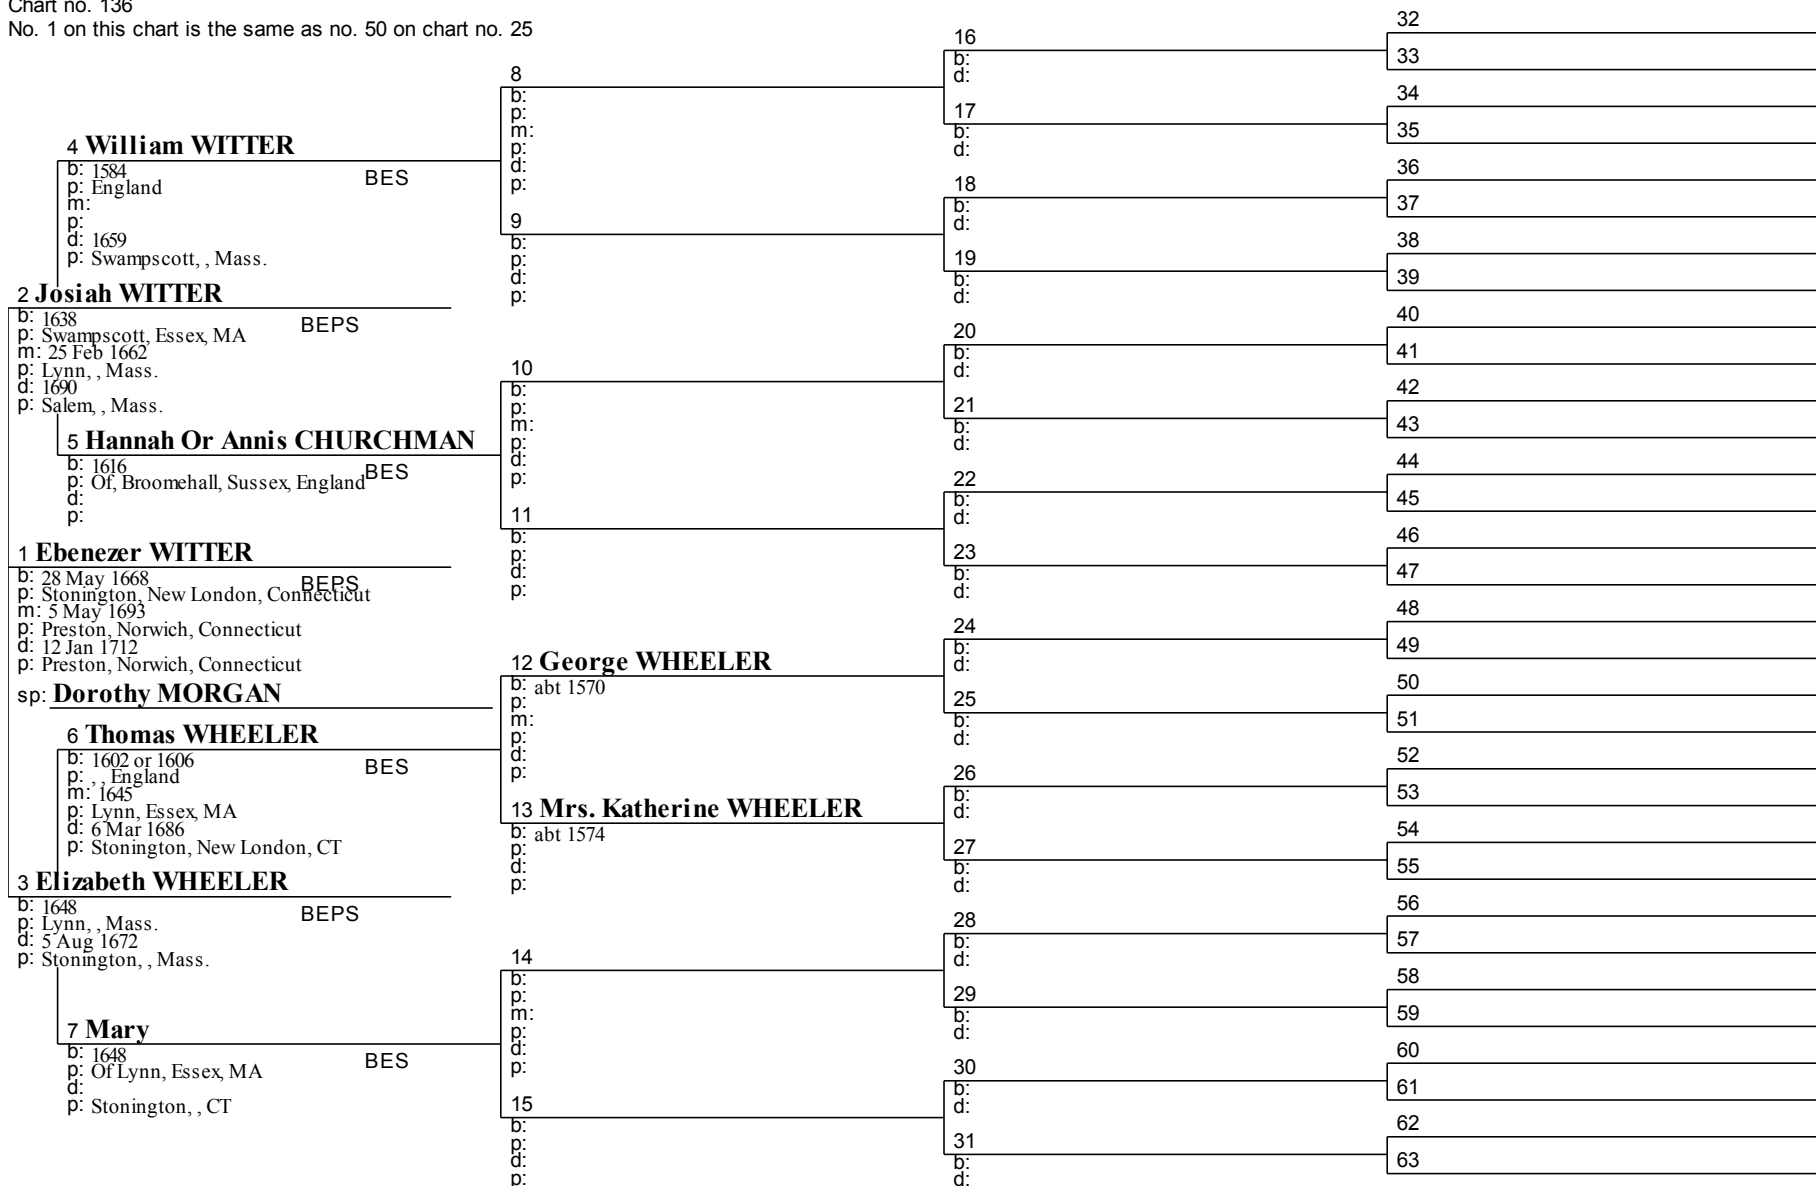 Chart no. 136
No. 1 on this chart is the same as no. 50 on chart no. 25
4 William WITTER
b: 1584
BES
p: England
m:
p:
d: 1659
p: Swampscott, , Mass.
2 Josiah WITTER
b: 1638
BEPS
p: Swampscott, Essex, MA
m: 25 Feb 1662
p: Lynn, , Mass.
d: 1690
p: Salem, , Mass.
5 Hannah Or Annis CHURCHMAN
b: 1616
BES
p: Of, Broomehall, Sussex, England
d:
p:
1 Ebenezer WITTER
b: 28 May 1668
BEPS
p: Stonington, New London, Connecticut
m: 5 May 1693
p: Preston, Norwich, Connecticut
d: 12 Jan 1712
p: Preston, Norwich, Connecticut
sp: Dorothy MORGAN
6 Thomas WHEELER
b: 1602 or 1606
BES
p: , , England
m: 1645
p: Lynn, Essex, MA
d: 6 Mar 1686
p: Stonington, New London, CT
3 Elizabeth WHEELER
b: 1648
BEPS
p: Lynn, , Mass.
d: 5 Aug 1672
p: Stonington, , Mass.
7 Mary
b: 1648
BES
p: Of Lynn, Essex, MA
d:
p: Stonington, , CT
8
b:
p:
m:
p:
d:
p:
9
b:
p:
d:
p:
10
b:
p:
m:
p:
d:
p:
11
b:
p:
d:
p:
12 George WHEELER
b: abt 1570
p:
m:
p:
d:
p:
13 Mrs. Katherine WHEELER
b: abt 1574
p:
d:
p:
14
b:
p:
m:
p:
d:
p:
15
b:
p:
d:
p:
16
b:
d:
17
b:
d:
18
b:
d:
19
b:
d:
20
b:
d:
21
b:
d:
22
b:
d:
23
b:
d:
24
b:
d:
25
b:
d:
26
b:
d:
27
b:
d:
28
b:
d:
29
b:
d:
30
b:
d:
31
b:
d:
32
33
34
35
36
37
38
39
40
41
42
43
44
45
46
47
48
49
50
51
52
53
54
55
56
57
58
59
60
61
62
63